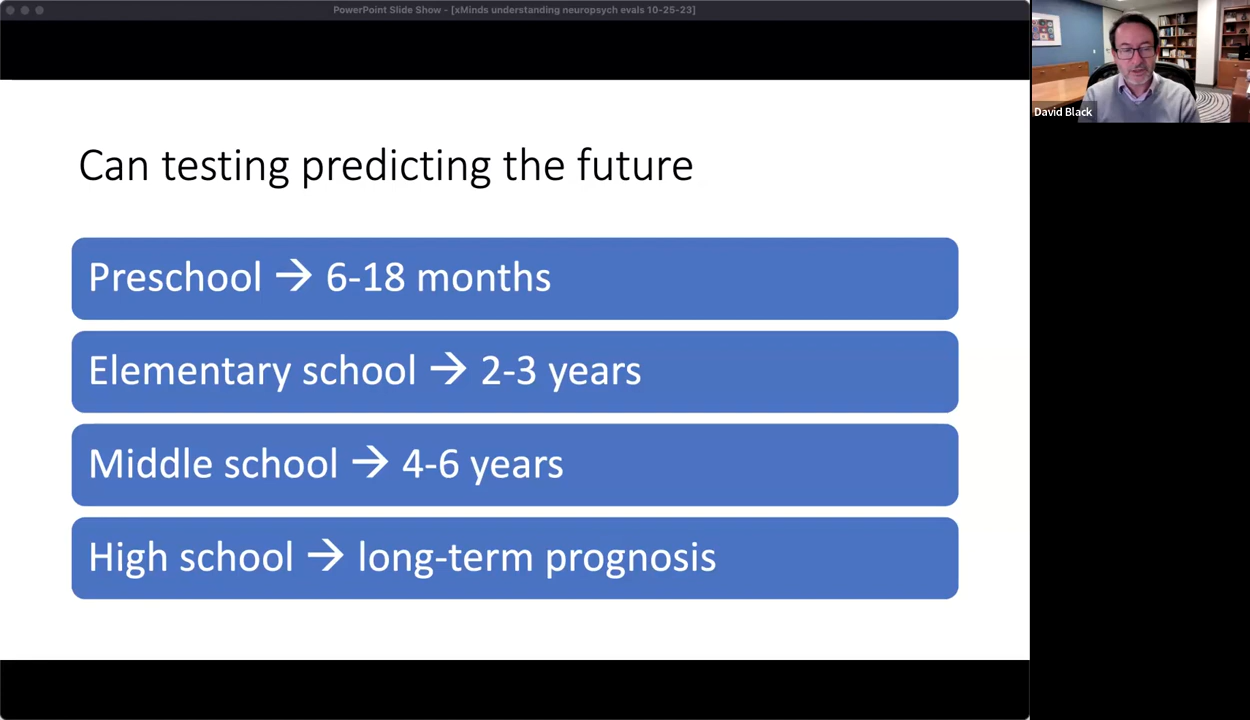 PowerPoint Slide Show - [xMinds understanding neuropsych evals 10-25-23]
David Black
Can testing predicting the future
Preschool → 6-18 months
Elementary school → 2-3 years
Middle school → 4-6 years
High school → long-term prognosis